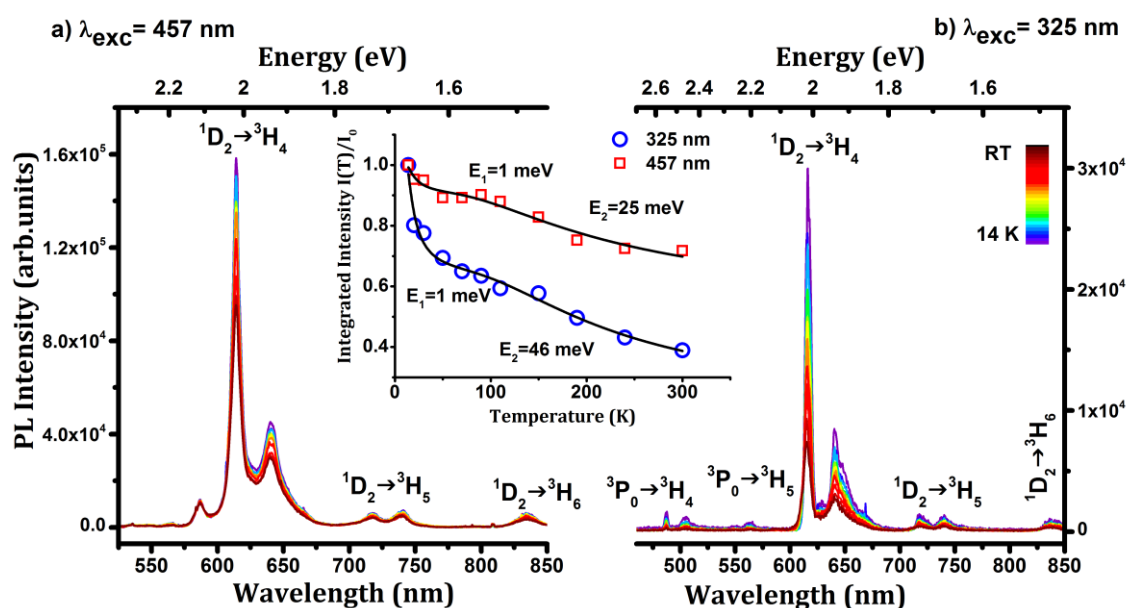 a) λexc= 457 nm
b) λexc= 325 nm
Energy (eV)
2.2 2.1 2 1.9 1.8 1.7 1.6
Energy (eV)
2.6 2.4 2.2 2 1.8 1.6
PL Intensity (arb.units)
1.6x10⁵
1.2x10⁵
8.0x10⁴
4.0x10⁴
0.0
¹D₂→³H₄
¹D₂→³H₅
¹D₂→³H₆
550 600 650 700 750 800 850
Wavelength (nm)
Integrated Intensity I(T)/I₀
1.0
0.8
0.6
0.4
325 nm
457 nm
E₁=1 meV
E₂=25 meV
E₁=1 meV
E₂=46 meV
0 100 200 300
Temperature (K)
¹D₂→³H₄
RT
14 K
³P₀→³H₄
³P₀→³H₅
¹D₂→³H₅
¹D₂→³H₆
3x10⁴
2x10⁴
1x10⁴
0
500 550 600 650 700 750 800 850
Wavelength (nm)